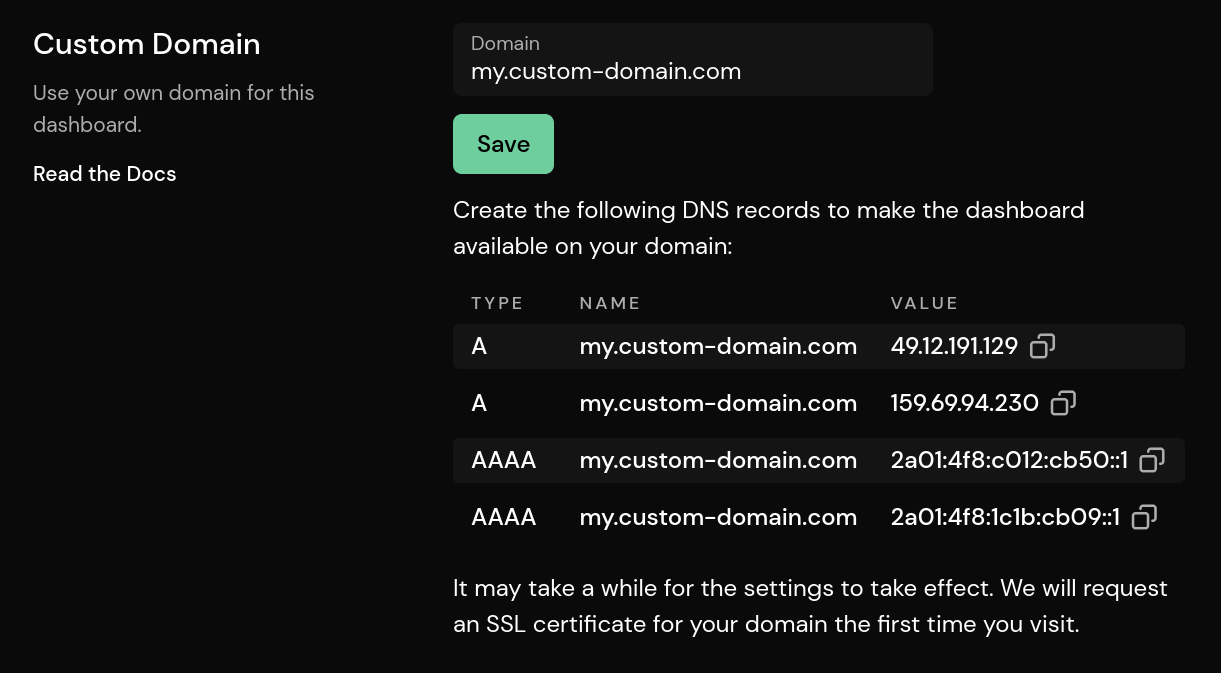 Custom Domain
Use your own domain for this
dashboard.
Read the Docs
Domain
my.custom-domain.com
Save
Create the following DNS records to make the dashboard
available on your domain:
TYPE NAME VALUE
A my.custom-domain.com 49.12.191.129
A my.custom-domain.com 159.69.94.230
AAAA my.custom-domain.com 2a01:4f8:c012:cb50::1
AAAA my.custom-domain.com 2a01:4f8:1c1b:cb09::1
It may take a while for the settings to take effect. We will request
an SSL certificate for your domain the first time you visit.